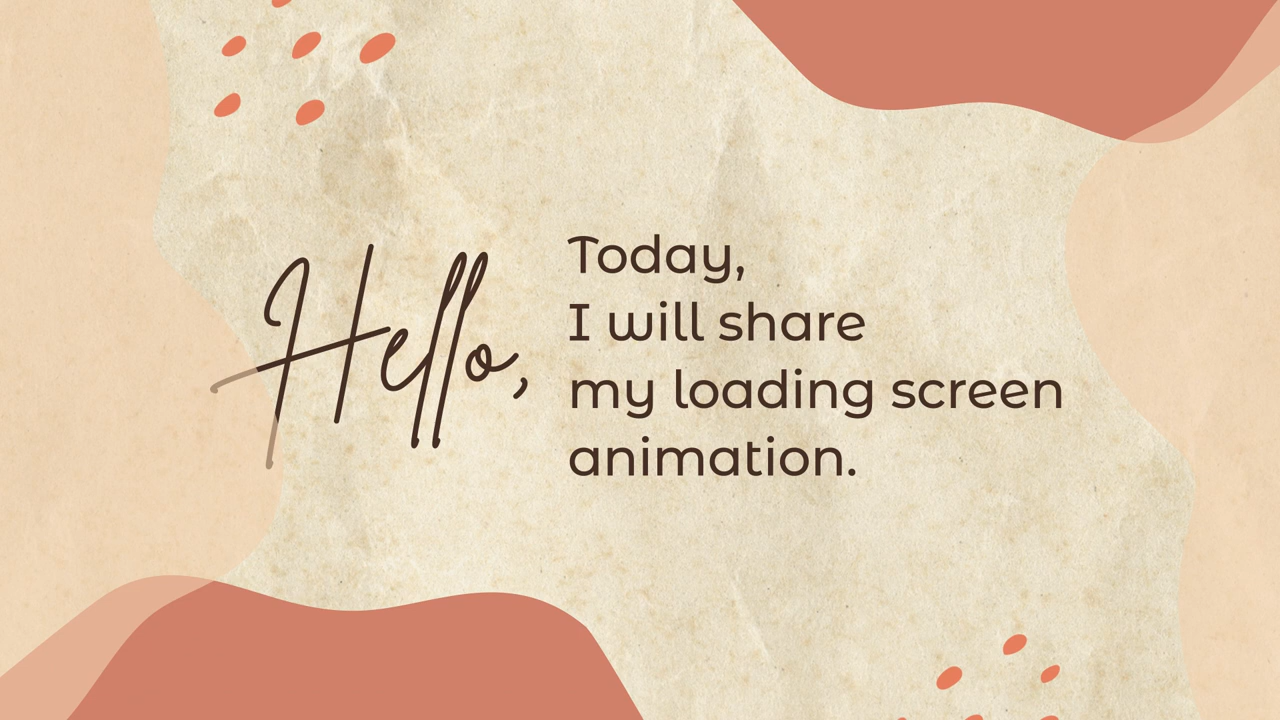 Hello,
Today,
I will share
my loading screen
animation.